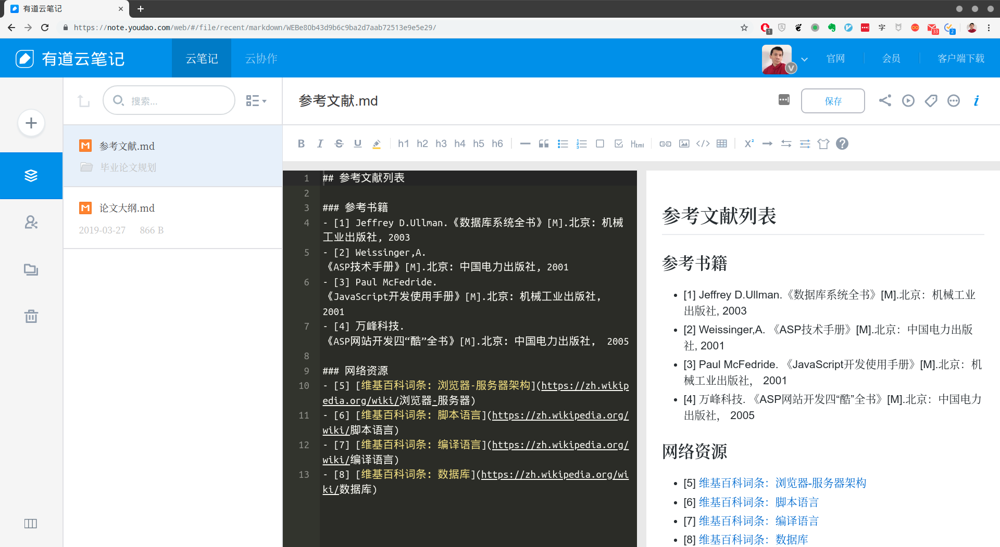 有道云笔记
https://note.youdao.com/web/#/file/recent/markdown/WEBe80b43d9b6c9ba2d7aab72513e9e5e29/
1
字
33
2
有道云笔记
云笔记
云协作
V
官网
会员
客户端下载
搜索...
参考文献.md
保存
M 参考文献.md
毕业论文规划
M 论文大纲.md
2019-03-27 866 B
B I S U h1 h2 h3 h4 h5 h6 Html </> X² ?
1 ## 参考文献列表
2
3 ### 参考书籍
4 - [1] Jeffrey D.Ullman.《数据库系统全书》[M].北京：机械
工业出版社, 2003
5 - [2] Weissinger,A.
《ASP技术手册》[M].北京：中国电力出版社, 2001
6 - [3] Paul McFedride.
《JavaScript开发使用手册》[M].北京：机械工业出版社，
2001
7 - [4] 万峰科技.
《ASP网站开发四“酷”全书》[M].北京：中国电力出版社， 2005
8
9 ### 网络资源
10 - [5] [维基百科词条：浏览器-服务器架构](https://zh.wikip
edia.org/wiki/浏览器-服务器)
11 - [6] [维基百科词条：脚本语言](https://zh.wikipedia.org/
wiki/脚本语言)
12 - [7] [维基百科词条：编译语言](https://zh.wikipedia.org/
wiki/编译语言)
13 - [8] [维基百科词条：数据库](https://zh.wikipedia.org/wi
ki/数据库)
参考文献列表
参考书籍
• [1] Jeffrey D.Ullman.《数据库系统全书》[M].北京：机械工业
出版社, 2003
• [2] Weissinger,A. 《ASP技术手册》[M].北京：中国电力出版
社, 2001
• [3] Paul McFedride. 《JavaScript开发使用手册》[M].北京：机
械工业出版社， 2001
• [4] 万峰科技. 《ASP网站开发四“酷”全书》[M].北京：中国电力
出版社， 2005
网络资源
• [5] 维基百科词条：浏览器-服务器架构
• [6] 维基百科词条：脚本语言
• [7] 维基百科词条：编译语言
• [8] 维基百科词条：数据库